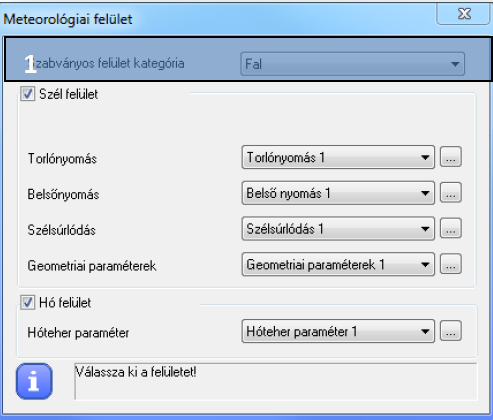 Meteorológiai felület
1 zabványos felület kategória Fal
Szél felület
Torlónyomás Torlónyomás 1 ...
Belsőnyomás Belső nyomás 1 ...
Szélsúrlódás Szélsúrlódás 1 ...
Geometriai paraméterek Geometriai paraméterek 1 ...
Hó felület
Hóteher paraméter Hóteher paraméter 1 ...
Válassza ki a felületet!